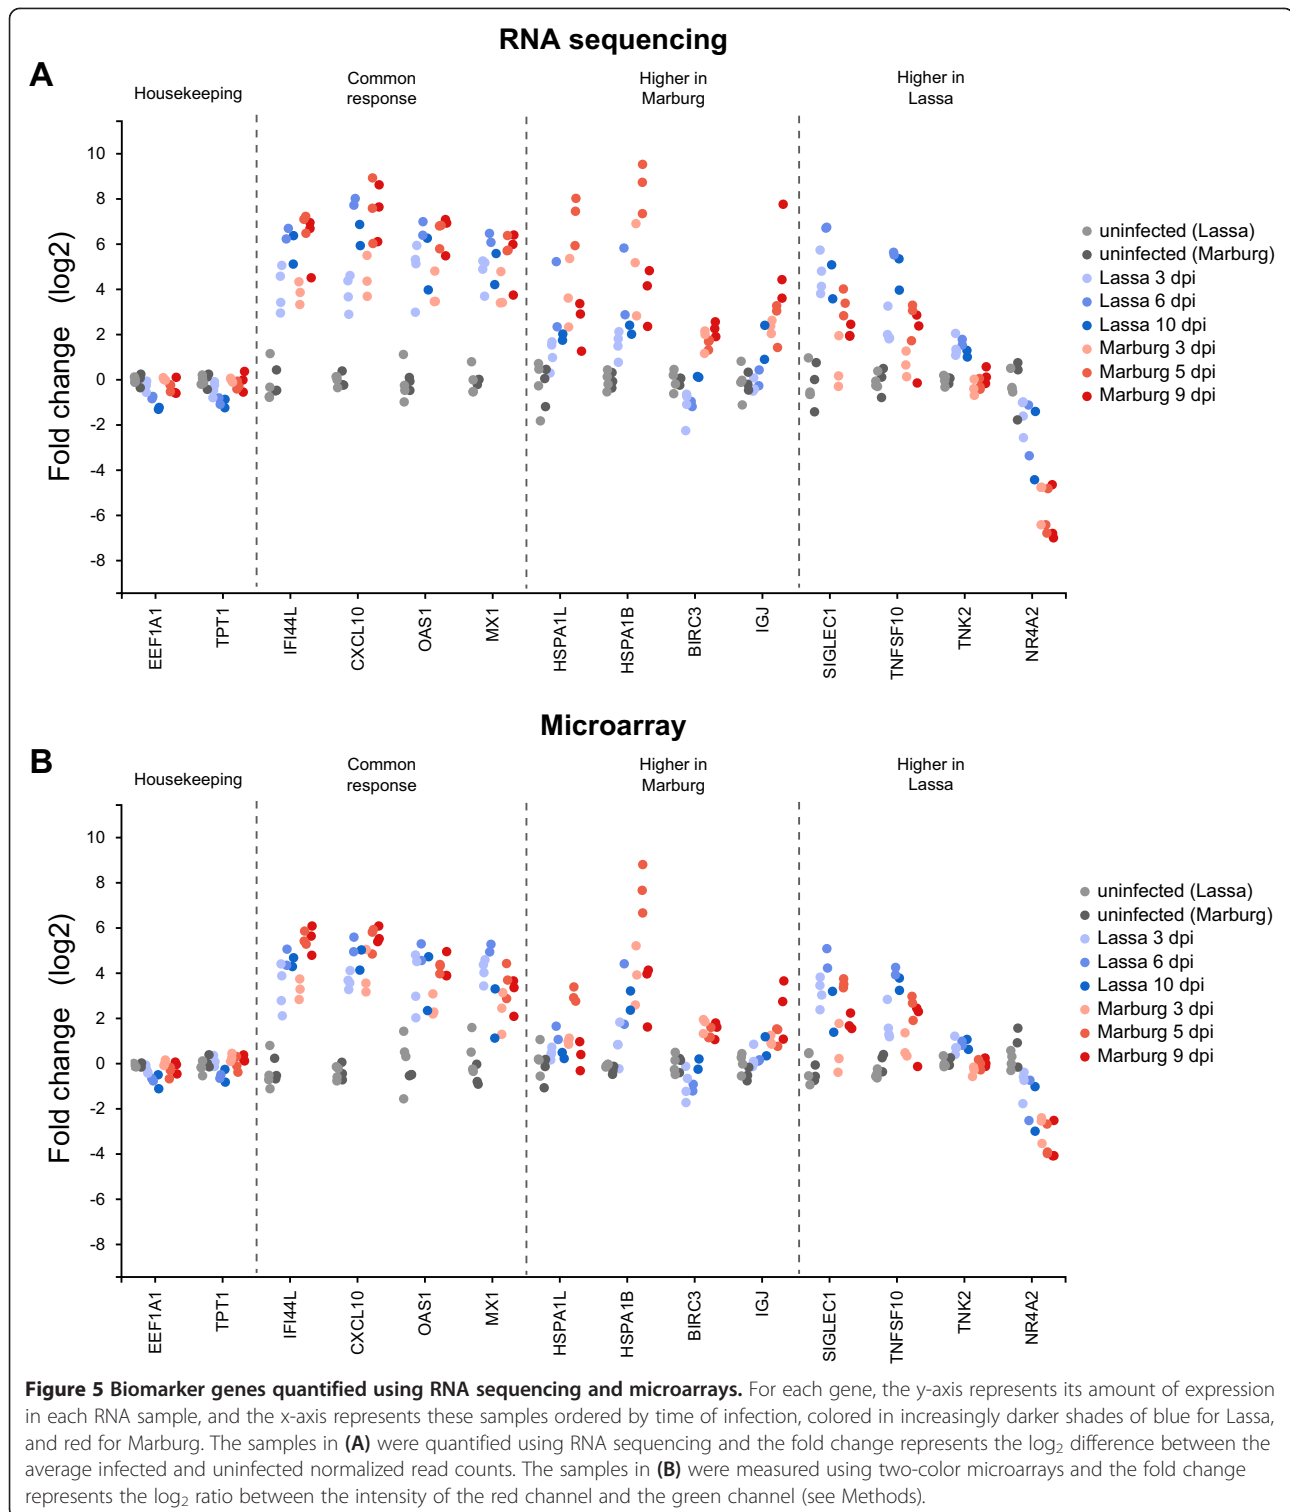 RNA sequencing
A
Housekeeping
Common
response
Higher in
Marburg
Higher in
Lassa
Fold change (log2)
10
8
6
4
2
0
-2
-4
-6
-8
EEF1A1
TPT1
IFI44L
CXCL10
OAS1
MX1
HSPA1L
HSPA1B
BIRC3
IGJ
SIGLEC1
TNFSF10
TNK2
NR4A2
uninfected (Lassa)
uninfected (Marburg)
Lassa 3 dpi
Lassa 6 dpi
Lassa 10 dpi
Marburg 3 dpi
Marburg 5 dpi
Marburg 9 dpi
Microarray
B
Housekeeping
Common
response
Higher in
Marburg
Higher in
Lassa
Fold change (log2)
10
8
6
4
2
0
-2
-4
-6
-8
EEF1A1
TPT1
IFI44L
CXCL10
OAS1
MX1
HSPA1L
HSPA1B
BIRC3
IGJ
SIGLEC1
TNFSF10
TNK2
NR4A2
uninfected (Lassa)
uninfected (Marburg)
Lassa 3 dpi
Lassa 6 dpi
Lassa 10 dpi
Marburg 3 dpi
Marburg 5 dpi
Marburg 9 dpi
Figure 5 Biomarker genes quantified using RNA sequencing and microarrays. For each gene, the y-axis represents its amount of expression
in each RNA sample, and the x-axis represents these samples ordered by time of infection, colored in increasingly darker shades of blue for Lassa,
and red for Marburg. The samples in (A) were quantified using RNA sequencing and the fold change represents the log₂ difference between the
average infected and uninfected normalized read counts. The samples in (B) were measured using two-color microarrays and the fold change
represents the log₂ ratio between the intensity of the red channel and the green channel (see Methods).